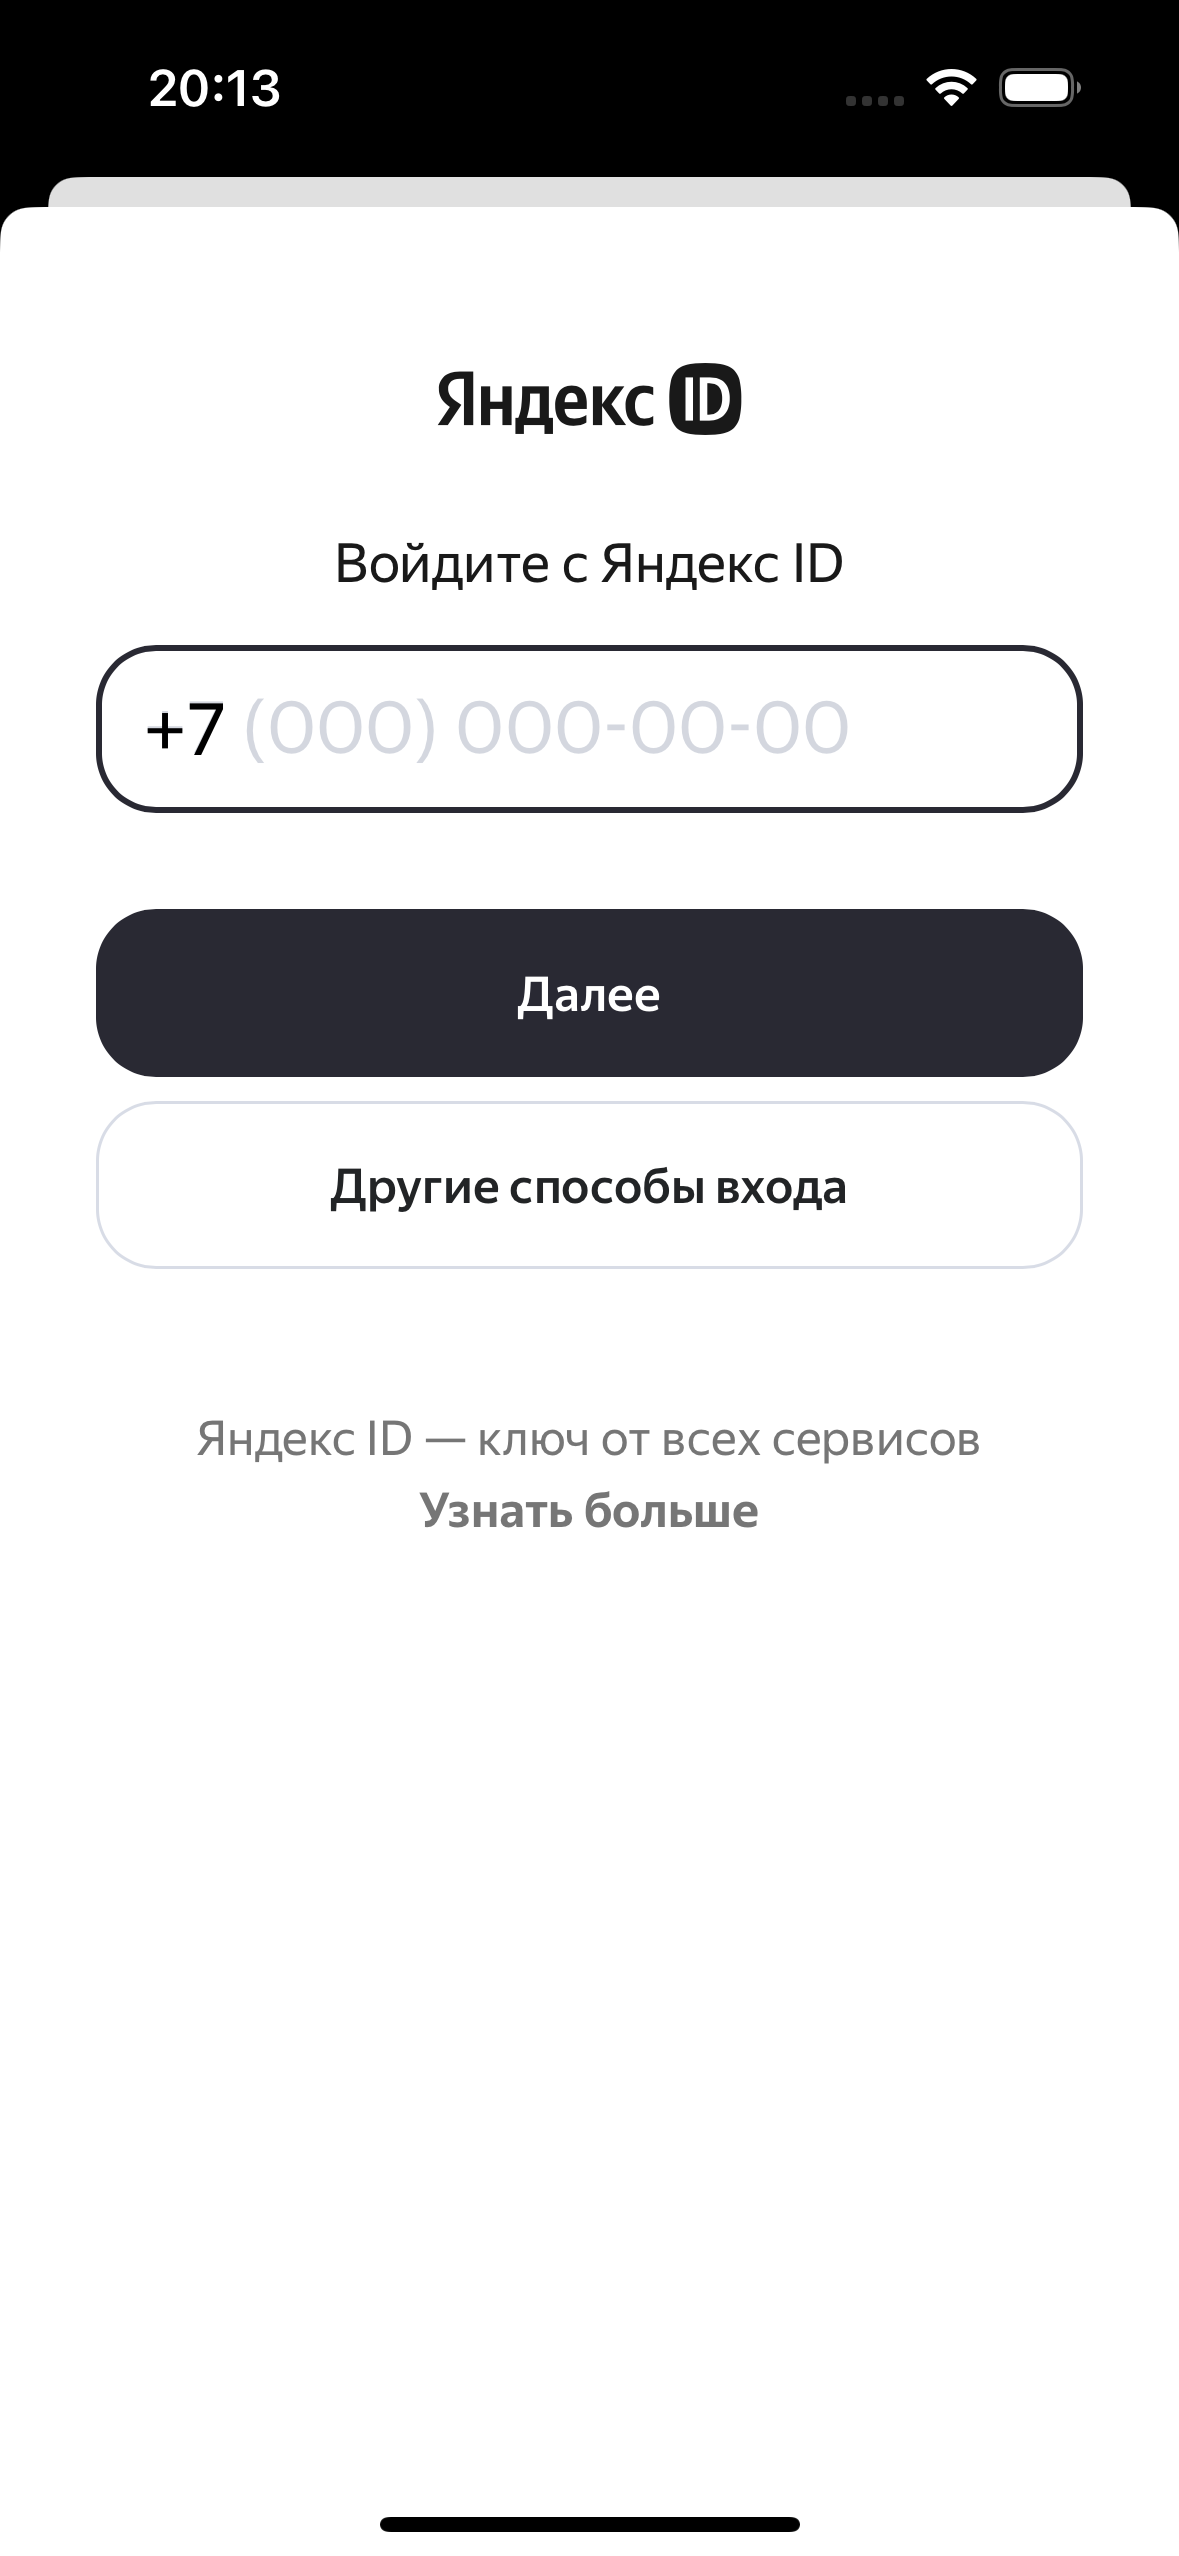 20:13
Яндекс ID
Войдите с Яндекс ID
+7 (000) 000-00-00
Далее
Другие способы входа
Яндекс ID — ключ от всех сервисов
Узнать больше